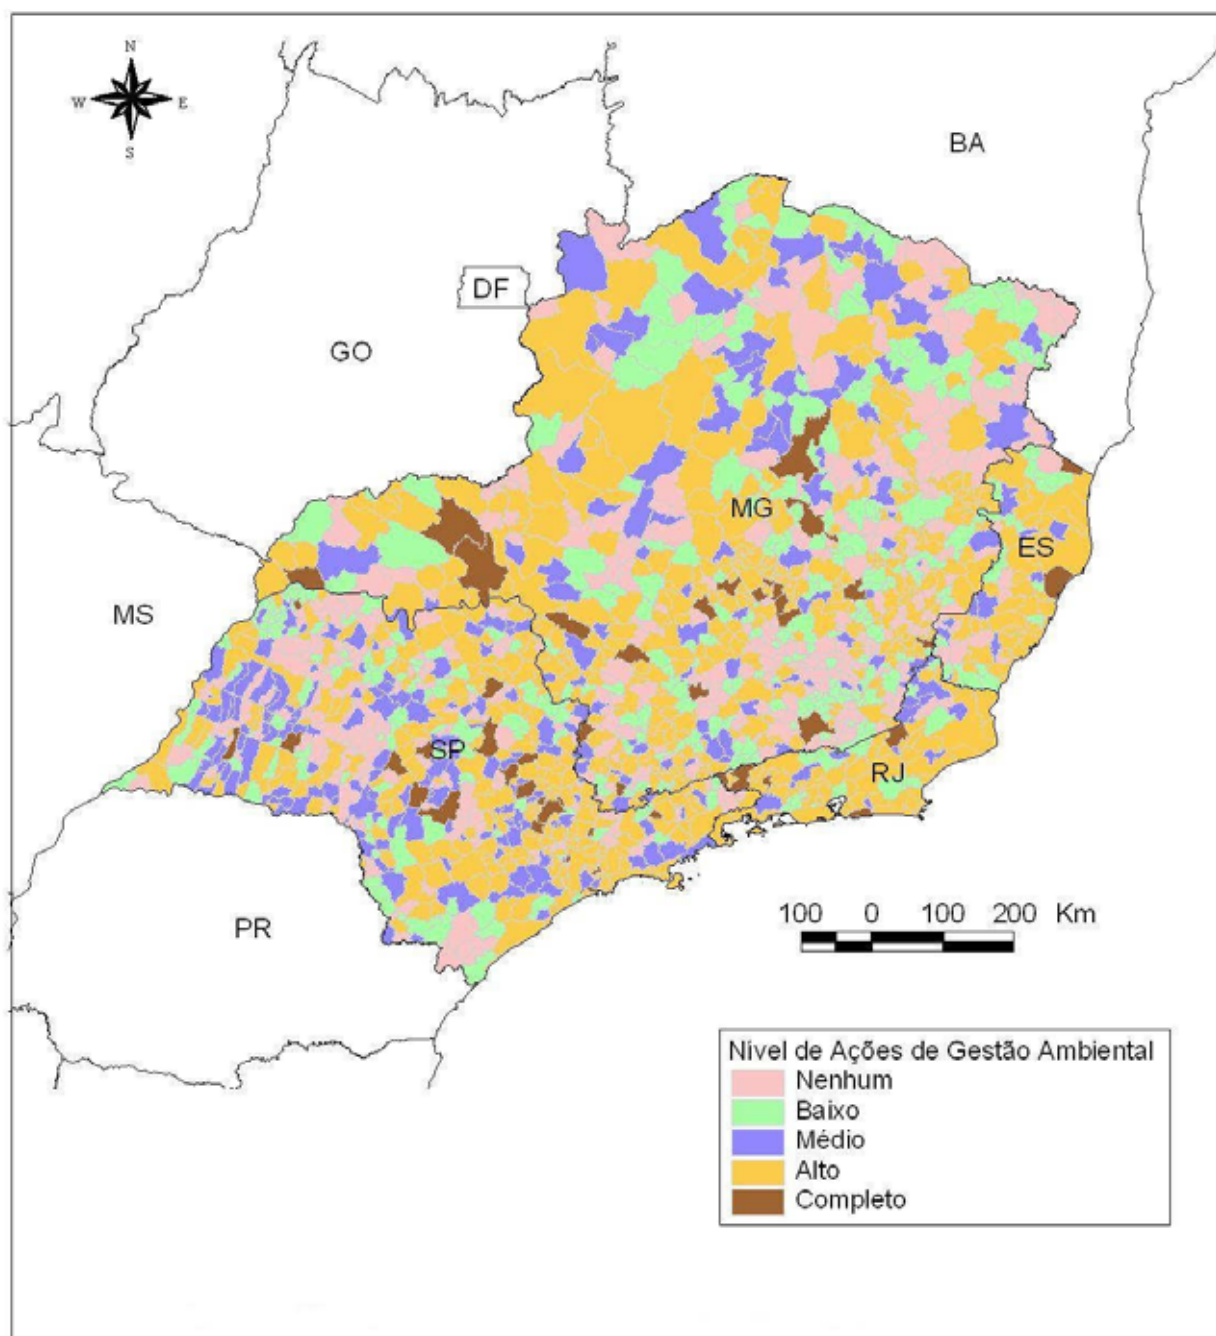 N
W E
S
BA
DF
GO
MG
ES
MS
SP
RJ
PR
100 0 100 200 Km
Nivel de Ações de Gestão Ambiental
Nenhum
Baixo
Médio
Alto
Completo